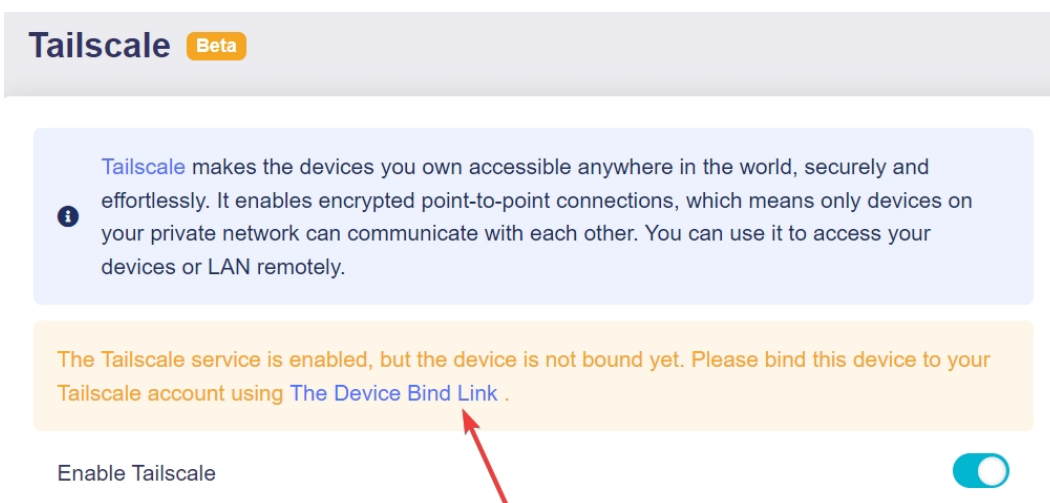 Tailscale Beta
Tailscale makes the devices you own accessible anywhere in the world, securely and
effortlessly. It enables encrypted point-to-point connections, which means only devices on
your private network can communicate with each other. You can use it to access your
devices or LAN remotely.
The Tailscale service is enabled, but the device is not bound yet. Please bind this device to your
Tailscale account using The Device Bind Link .
Enable Tailscale